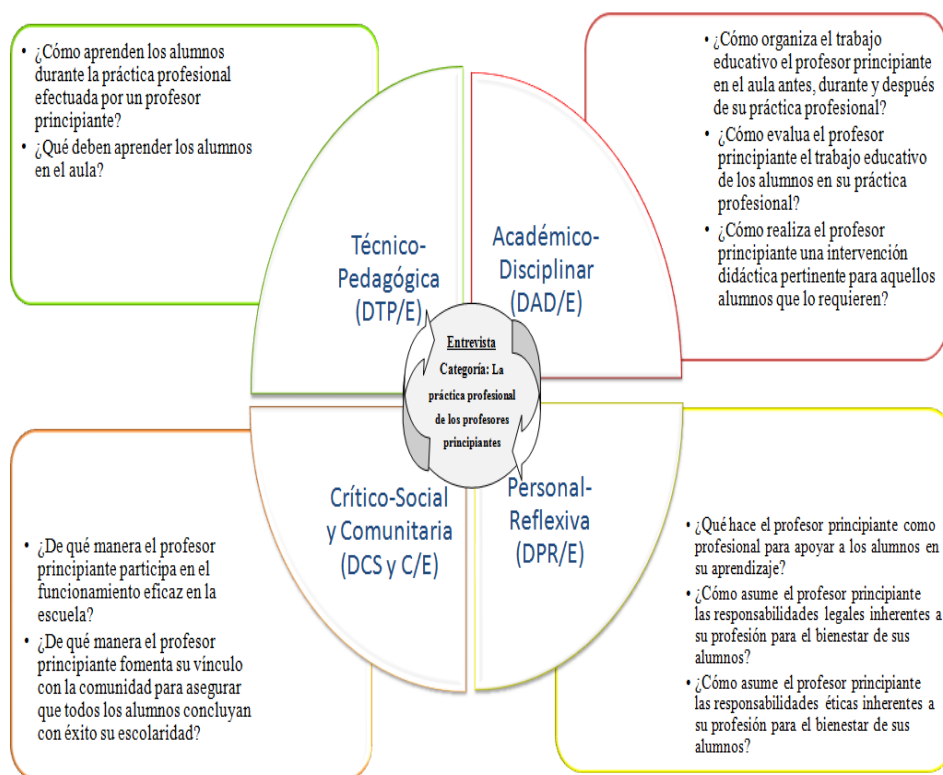 • ¿Cómo aprenden los alumnos
durante la práctica profesional
efectuada por un profesor
principiante?
• ¿Qué deben aprender los alumnos
en el aula?
• ¿Cómo organiza el trabajo
educativo el profesor principiante
en el aula antes, durante y después
de su práctica profesional?
• ¿Cómo evalua el profesor
principiante el trabajo educativo
de los alumnos en su práctica
profesional?
• ¿Cómo realiza el profesor
principiante una intervención
didáctica pertinente para aquellos
alumnos que lo requieren?
Técnico-
Pedagógica
(DTP/E)
Académico-
Disciplinar
(DAD/E)
Entrevista
Categoría: La
práctica profesional
de los profesores
principiantes
Crítico-Social
y Comunitaria
(DCS y C/E)
Personal-
Reflexiva
(DPR/E)
• ¿De qué manera el profesor
principiante participa en el
funcionamiento eficaz en la
escuela?
• ¿De qué manera el profesor
principiante fomenta su vínculo
con la comunidad para asegurar
que todos los alumnos concluyan
con éxito su escolaridad?
• ¿Qué hace el profesor principiante como
profesional para apoyar a los alumnos en
su aprendizaje?
• ¿Cómo asume el profesor principiante
las responsabilidades legales inherentes a
su profesión para el bienestar de sus
alumnos?
• ¿Cómo asume el profesor principiante
las responsabilidades éticas inherentes a
su profesión para el bienestar de sus
alumnos?